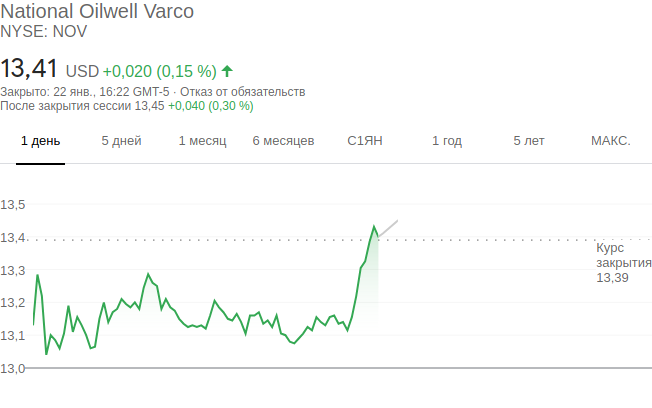 National Oilwell Varco
NYSE: NOV
13,41 USD +0,020 (0,15 %)
Закрыто: 22 янв., 16:22 GMT-5 · Отказ от обязательств
После закрытия сессии 13,45 +0,040 (0,30 %)
1 день 5 дней 1 месяц 6 месяцев С1ЯН 1 год 5 лет МАКС.
13,5
13,4
Курс
закрытия
13,39
13,3
13,2
13,1
13,0